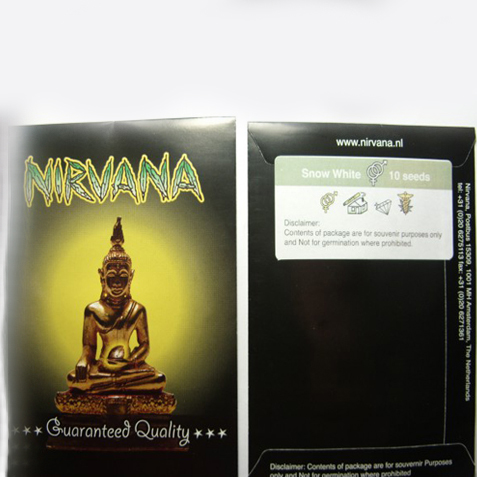 NIRVANA
Guaranteed Quality
www.nirvana.nl
Snow White 10 seeds
Disclaimer:
Contents of package are for souvenir purposes only
and Not for germination where prohibited.
Nirvana, Postbus 15309, 1001 MH Amsterdam, The Netherlands
tel: +31 (0)20 6275113 fax: +31 (0)20 6271361
Disclaimer: Contents of package are for souvernir Purposes
only and Not for germination where prohibited.